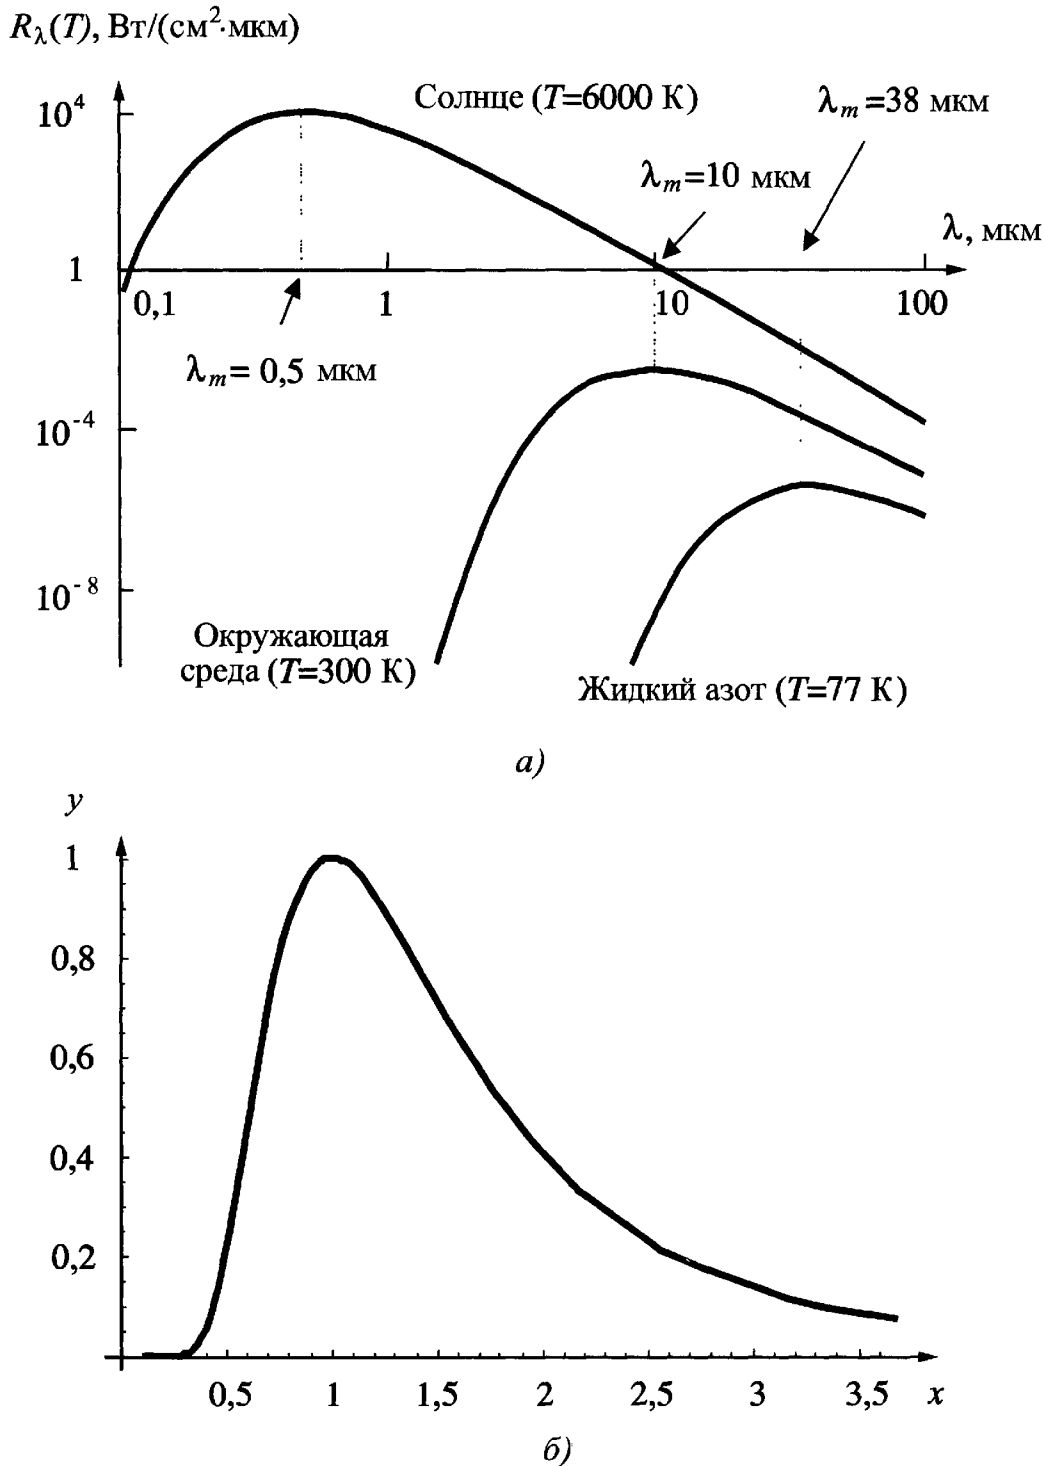 R_λ(T), Вт/(см²·мкм)
Солнце (T=6000 К)
λ_m=38 мкм
10⁴
λ_m=10 мкм
λ, мкм
1
0,1
1
10
100
λ_m= 0,5 мкм
10⁻⁴
10⁻⁸
Окружающая
среда (T=300 К)
Жидкий азот (T=77 К)
а)
y
1
0,8
0,6
0,4
0,2
0,5
1
1,5
2
2,5
3
3,5
x
б)